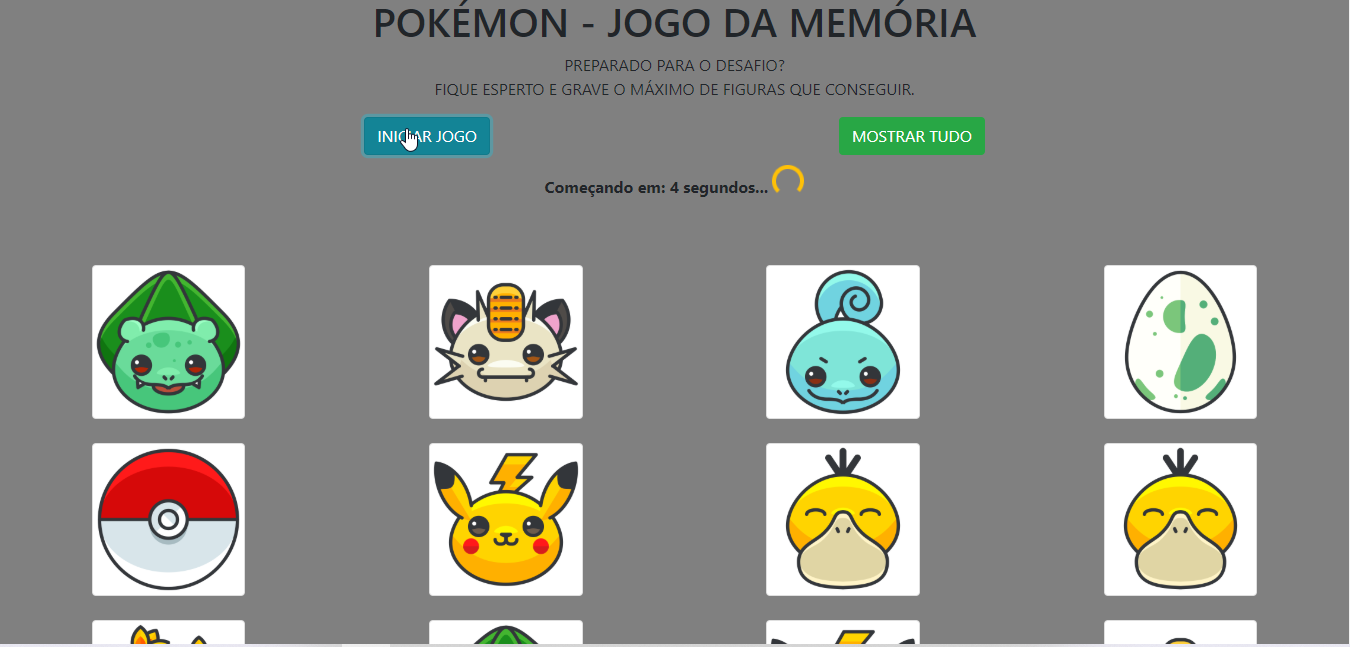 POKÉMON - JOGO DA MEMÓRIA
PREPARADO PARA O DESAFIO?
FIQUE ESPERTO E GRAVE O MÁXIMO DE FIGURAS QUE CONSEGUIR.
INICIAR JOGO
MOSTRAR TUDO
Começando em: 4 segundos...